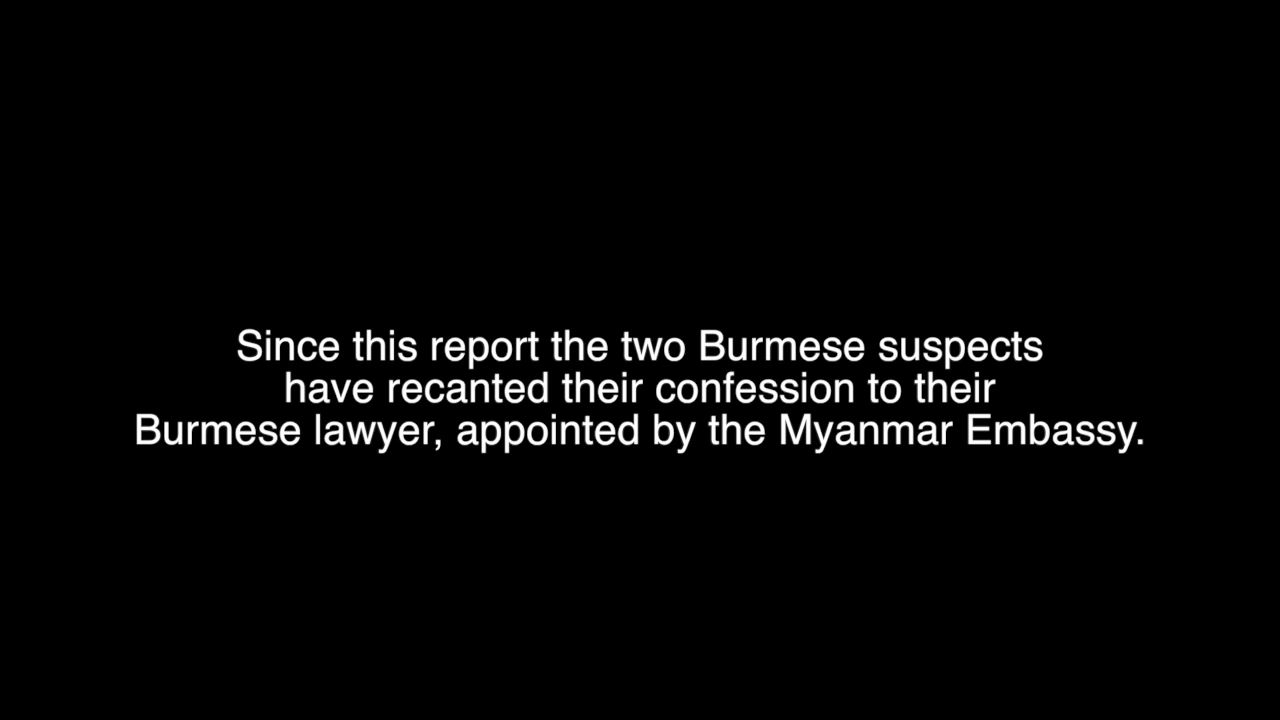 Since this report the two Burmese suspects
have recanted their confession to their
Burmese lawyer, appointed by the Myanmar Embassy.